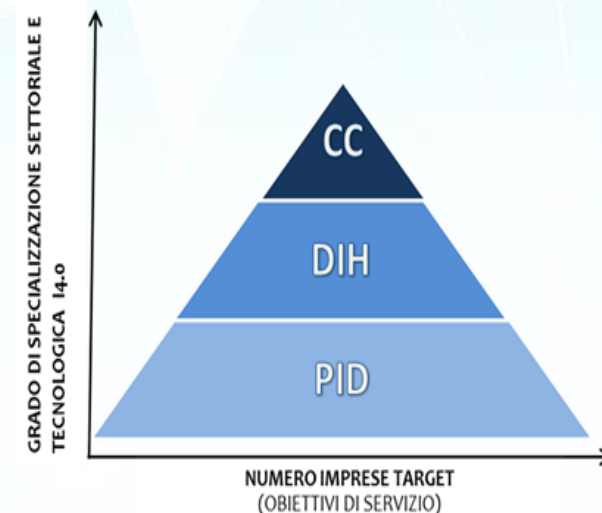 GRADO DI SPECIALIZZAZIONE SETTORIALE E
TECNOLOGICA I4.0
CC
DIH
PID
NUMERO IMPRESE TARGET
(OBIETTIVI DI SERVIZIO)